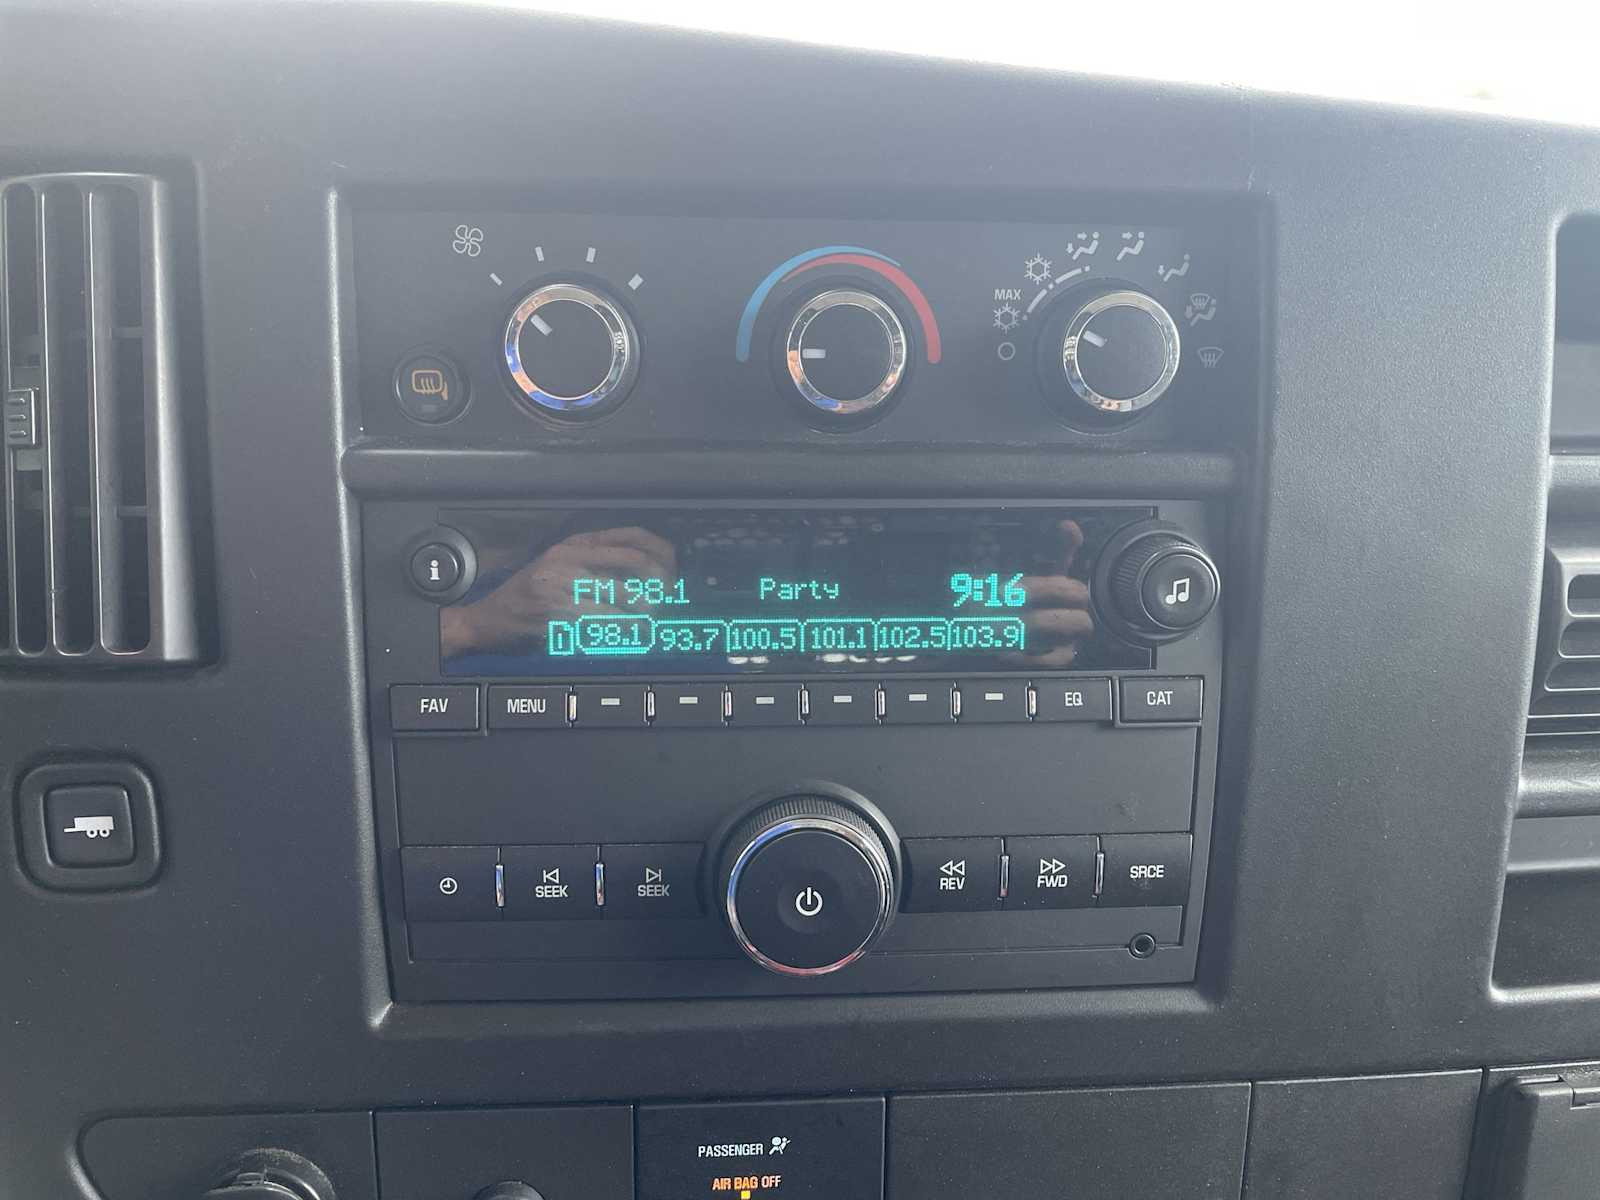 MAX
i
FM 98.1 Party 9:16
1 98.1 93.7 100.5 101.1 102.5 103.9
FAV MENU EQ CAT
SEEK SEEK REV FWD SRCE
PASSENGER
AIR BAG OFF